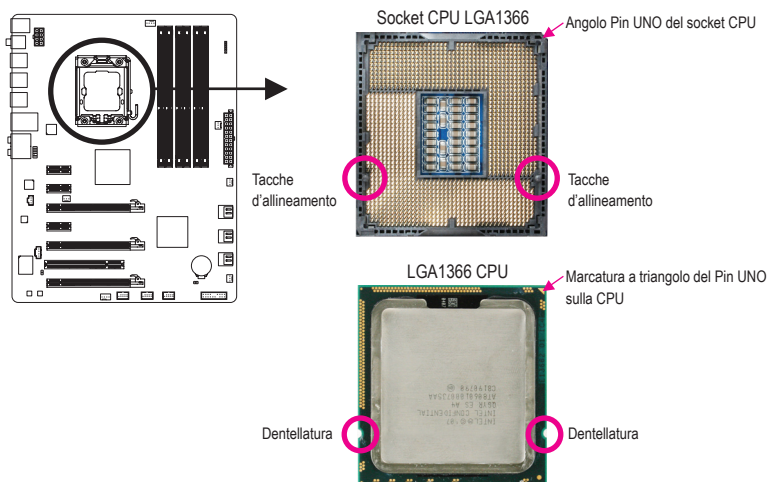 Socket CPU LGA1366
Angolo Pin UNO del socket CPU
Tacche
d'allineamento
Tacche
d'allineamento
LGA1366 CPU
Marcatura a triangolo del Pin UNO
sulla CPU
INTEL CONFIDENTIAL
Dentellatura
Dentellatura